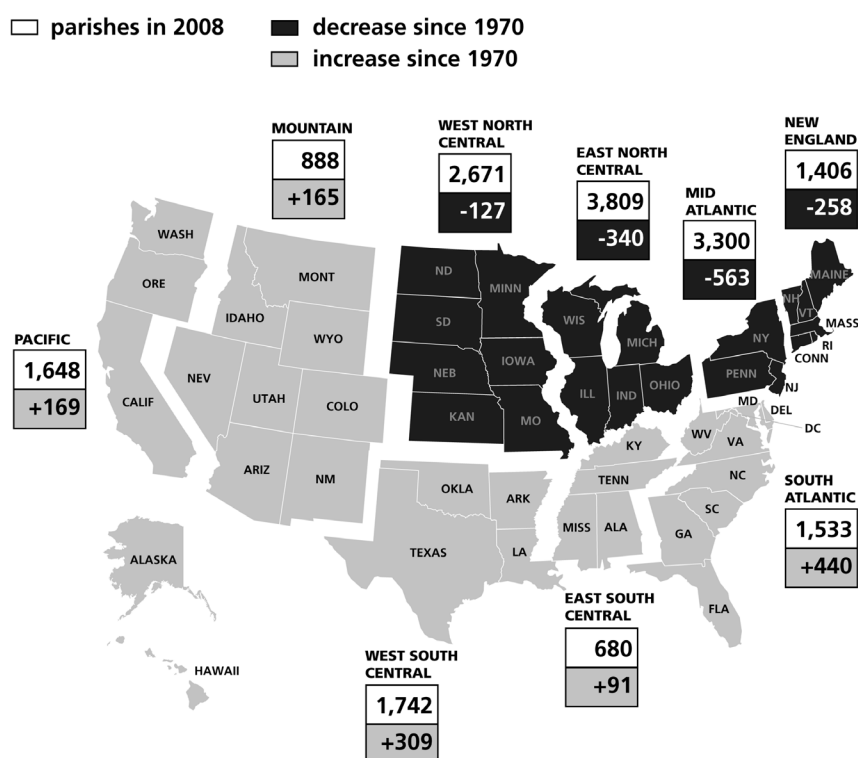 parishes in 2008
decrease since 1970
increase since 1970
MOUNTAIN
888
+165
WEST NORTH
CENTRAL
2,671
-127
EAST NORTH
CENTRAL
3,809
-340
MID
ATLANTIC
3,300
-563
NEW
ENGLAND
1,406
-258
PACIFIC
1,648
+169
SOUTH
ATLANTIC
1,533
+440
EAST SOUTH
CENTRAL
680
+91
WEST SOUTH
CENTRAL
1,742
+309
WASH
ORE
CALIF
NEV
IDAHO
MONT
WYO
UTAH
COLO
ARIZ
NM
ND
SD
NEB
KAN
MINN
IOWA
MO
WIS
MICH
ILL
IND
OHIO
NY
PENN
NJ
MAINE
NH
VT
MASS
RI
CONN
MD
DEL
DC
WV
VA
NC
SC
GA
FLA
KY
TENN
MISS
ALA
OKLA
ARK
TEXAS
LA
ALASKA
HAWAII